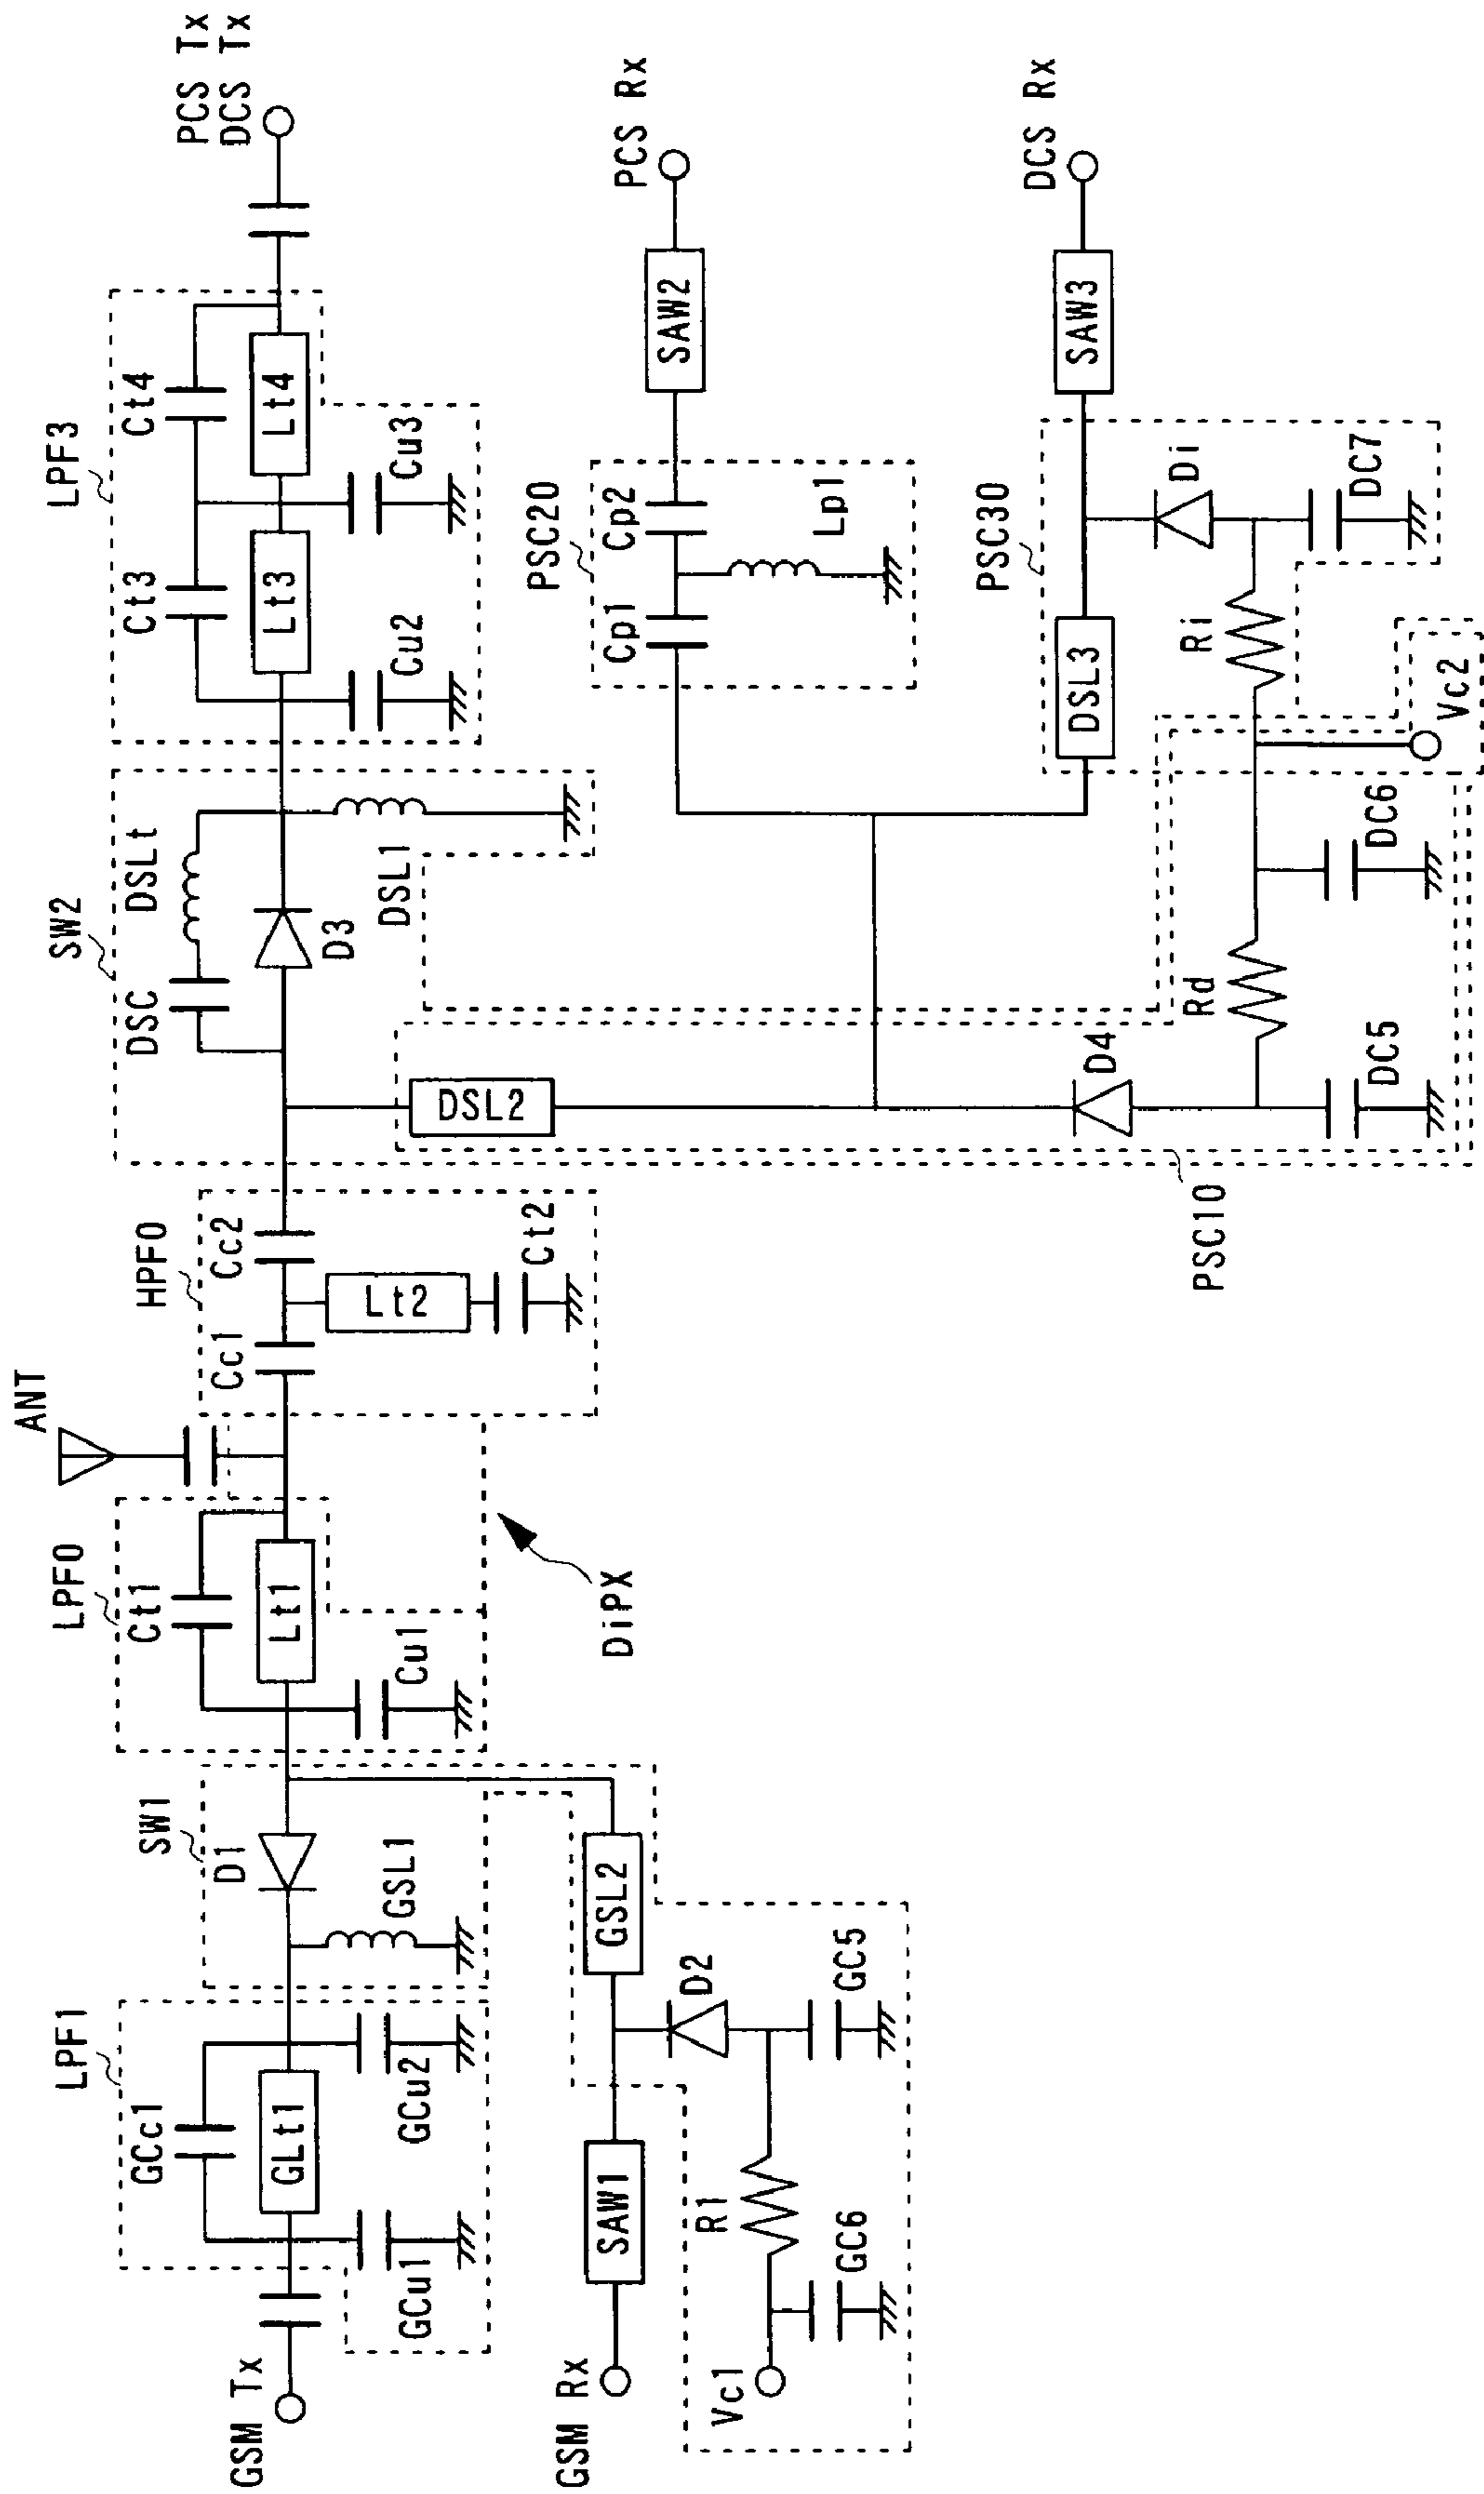 ANT
PCS Tx
DCS Tx
LPF3
Ct3
Ct4
Lt3
Lt4
Cu2
Cu3
SW2
DSC
DSLt
D3
DSL1
DSL2
HPF0
Cc1
Cc2
Lt2
Ct2
LPF0
Ct1
Lt1
Cu1
DiPX
SW1
D1
GSL1
LPF1
GCc1
GLt1
GCu1
GCu2
GSM Tx
GSM Rx
SAW1
GSL2
D2
GC5
R1
GC6
Vc1
PSC20
Cp1
Cp2
Lp1
SAW2
PCS Rx
PSC30
DSL3
SAW3
DCS Rx
Di
DC7
Ri
Vc2
D4
Rd
DC5
DC6
PSC10